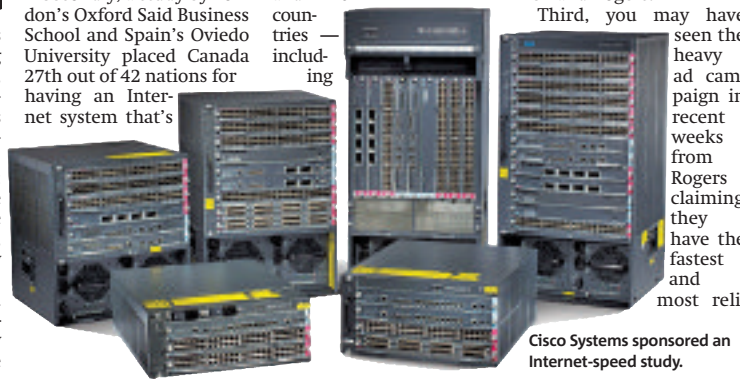 don's Oxford Said Business
School and Spain's Oviedo
University placed Canada
27th out of 42 nations for
having an Inter-
net system that's
coun-
tries —
includ-
ing
Third, you may have
seen the
heavy
ad cam
paign in
recent
weeks
from
Rogers
claiming
they
have the
fastest
and
most reli
Cisco Systems sponsored an
Internet-speed study.